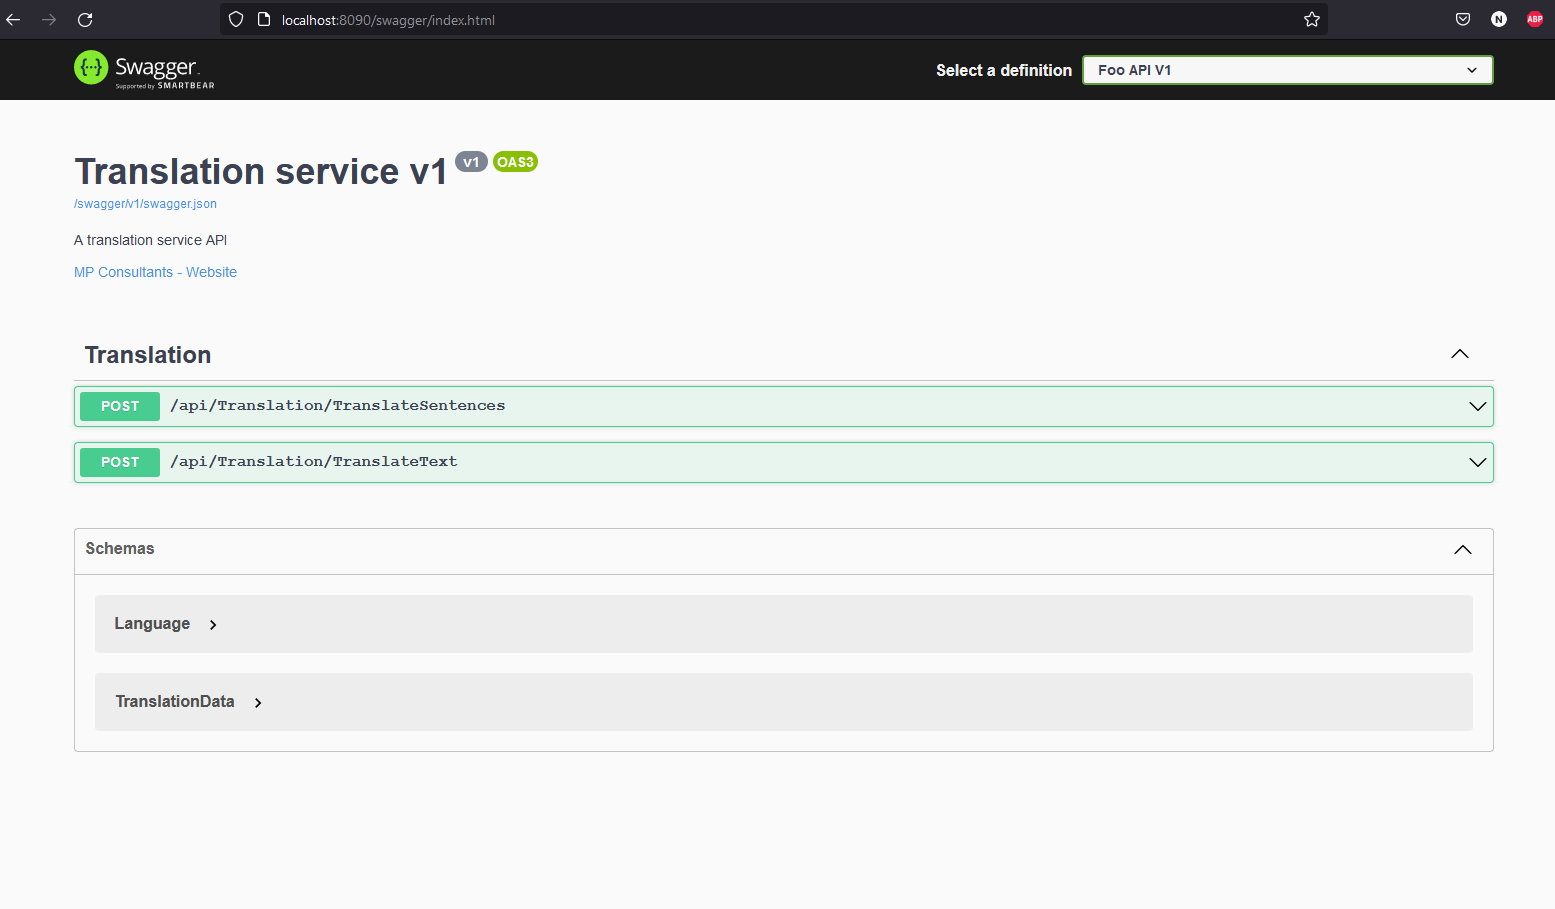 localhost:8090/swagger/index.html
N
ABP
Swagger
Supported by SMARTBEAR
Select a definition
Foo API V1
Translation service v1 v1 OAS3
/swagger/v1/swagger.json
A translation service API
MP Consultants - Website
Translation
POST /api/Translation/TranslateSentences
POST /api/Translation/TranslateText
Schemas
Language
TranslationData